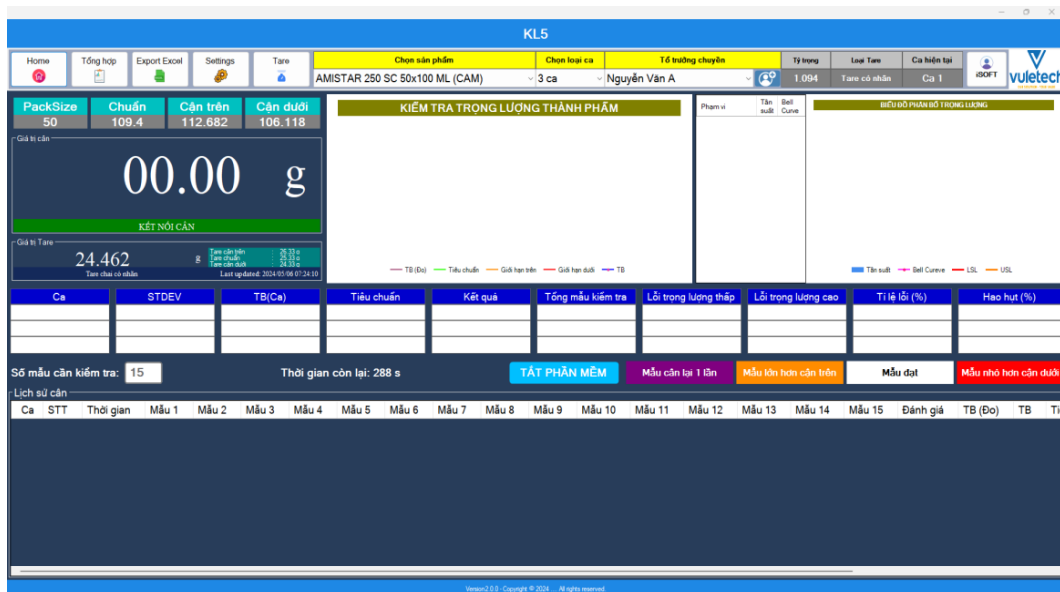 KL5
Home Tổng hợp Export Excel Settings Tare
Chọn sản phẩm Chọn loại ca Tổ trưởng chuyền Tỷ trọng Loại Tare Ca hiện tại
AMISTAR 250 SC 50x100 ML (CAM) 3 ca Nguyễn Văn A 1.094 Tare có nhãn Ca 1 iSOFT vuletech
PackSize Chuẩn Cận trên Cận dưới
50 109.4 112.682 106.118
Giá trị cân
00.00 g
KẾT NỐI CÂN
Giá trị Tare
24.462 g
Tare cận trên : 26.33 g
Tare chuẩn : 25.33 g
Tare cận dưới : 24.33 g
Tare chai có nhãn Last updated: 2024/05/06 07:24:10
KIỂM TRA TRỌNG LƯỢNG THÀNH PHẨM
TB (Đo) Tiêu chuẩn Giới hạn trên Giới hạn dưới TB
Phạm vi Tần suất Bell Curve
BIỂU ĐỒ PHÂN BỐ TRỌNG LƯỢNG
Tần suất Bell Cureve LSL USL
Ca STDEV TB(Ca) Tiêu chuẩn Kết quả Tổng mẫu kiểm tra Lỗi trọng lượng thấp Lỗi trọng lượng cao Tỉ lệ lỗi (%) Hao hụt (%)
Số mẫu cần kiểm tra: 15 Thời gian còn lại: 288 s TẮT PHẦN MỀM Mẫu cân lại 1 lần Mẫu lớn hơn cận trên Mẫu đạt Mẫu nhỏ hơn cận dưới
Lịch sử cân
Ca STT Thời gian Mẫu 1 Mẫu 2 Mẫu 3 Mẫu 4 Mẫu 5 Mẫu 6 Mẫu 7 Mẫu 8 Mẫu 9 Mẫu 10 Mẫu 11 Mẫu 12 Mẫu 13 Mẫu 14 Mẫu 15 Đánh giá TB (Đo) TB
Version2.0.0 - Copyright © 2024 .... All rights reserved.